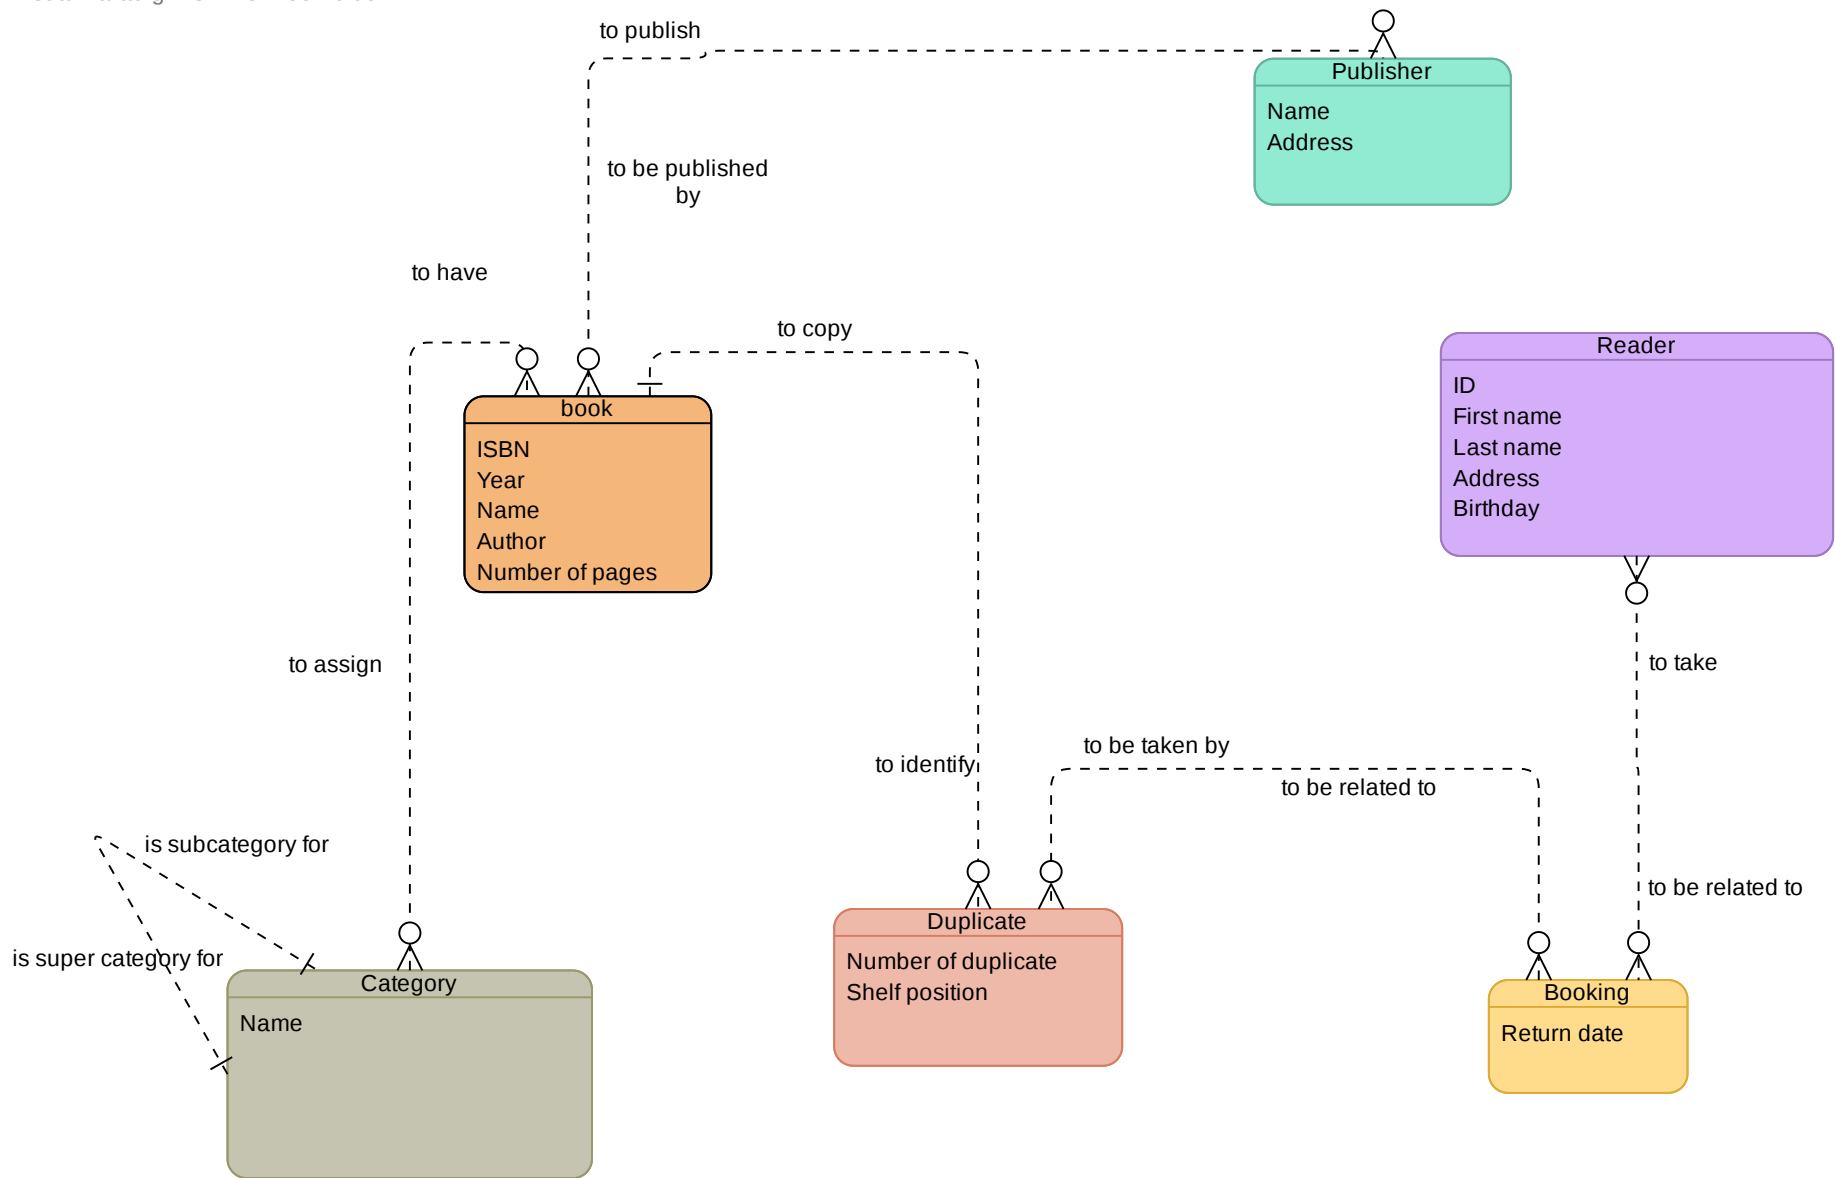 to publish
Publisher
Name
Address
to be published
by
to have
to copy
book
ISBN
Year
Name
Author
Number of pages
Reader
ID
First name
Last name
Address
Birthday
to assign
to take
to identify
to be taken by
to be related to
is subcategory for
is super category for
to be related to
Category
Name
Duplicate
Number of duplicate
Shelf position
Booking
Return date